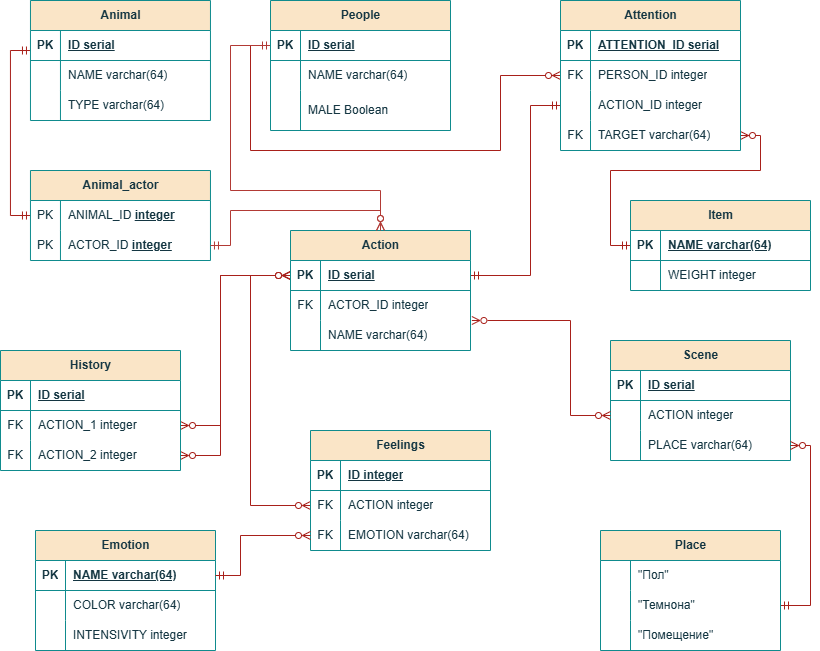 Animal
PK ID serial
NAME varchar(64)
TYPE varchar(64)
People
PK ID serial
NAME varchar(64)
MALE Boolean
Attention
PK ATTENTION_ID serial
FK PERSON_ID integer
ACTION_ID integer
FK TARGET varchar(64)
Animal_actor
PK ANIMAL_ID integer
PK ACTOR_ID integer
Item
PK NAME varchar(64)
WEIGHT integer
Action
PK ID serial
FK ACTOR_ID integer
NAME varchar(64)
History
PK ID serial
FK ACTION_1 integer
FK ACTION_2 integer
Scene
PK ID serial
ACTION integer
PLACE varchar(64)
Feelings
PK ID integer
FK ACTION integer
FK EMOTION varchar(64)
Emotion
PK NAME varchar(64)
COLOR varchar(64)
INTENSIVITY integer
Place
"Пол"
"Темнона"
"Помещение"